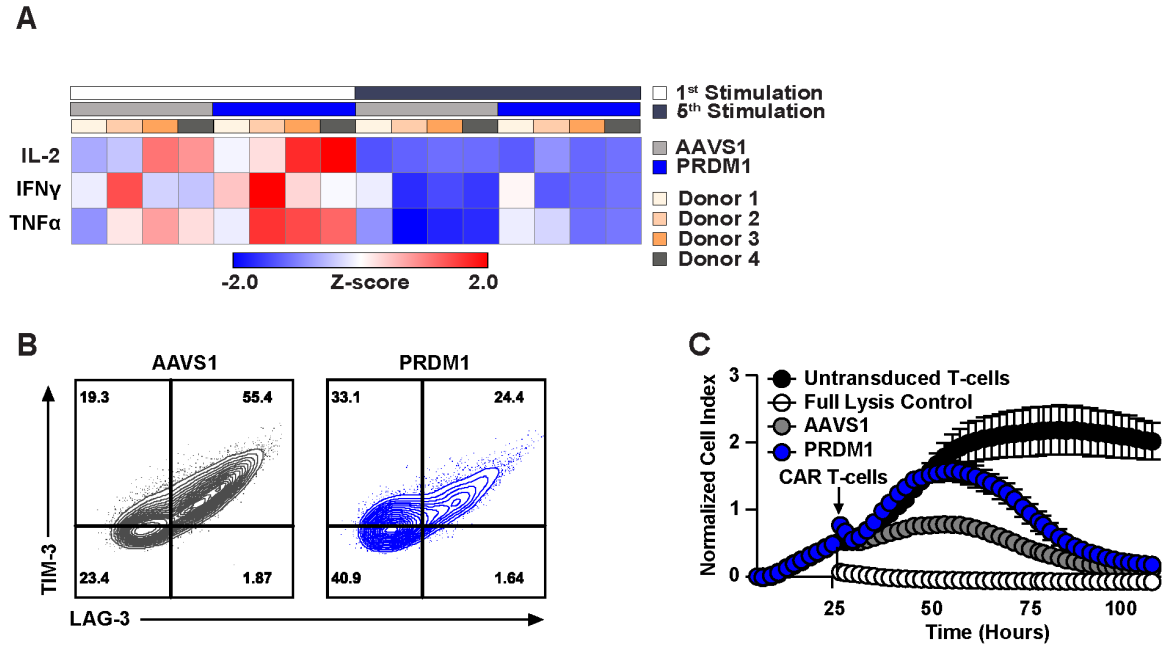 A
1st Stimulation
5th Stimulation
AAVS1
PRDM1
Donor 1
Donor 2
Donor 3
Donor 4
IL-2
IFNγ
TNFα
-2.0 Z-score 2.0
B
AAVS1 PRDM1
19.3 55.4 33.1 24.4
23.4 1.87 40.9 1.64
TIM-3
LAG-3
C
Normalized Cell Index
3
2
1
0
Untransduced T-cells
Full Lysis Control
AAVS1
PRDM1
CAR T-cells
25 50 75 100
Time (Hours)